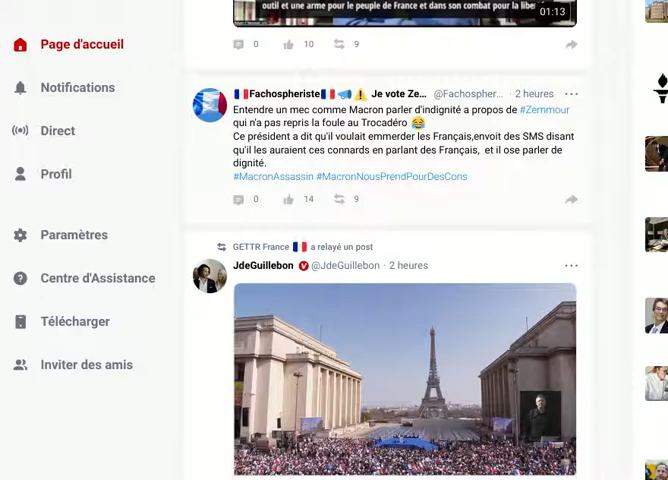 outil et une arme pour le peuple de France et dans son combat pour la liber
01:13
0 10 9
Page d'accueil
Notifications
Direct
Profil
Paramètres
Centre d'Assistance
Télécharger
Inviter des amis
Fachospheriste Je vote Ze... @Fachospher... · 2 heures ...
Entendre un mec comme Macron parler d'indignité a propos de #Zemmour
qui n'a pas repris la foule au Trocadéro 😂
Ce président a dit qu'il voulait emmerder les Français,envoit des SMS disant
qu'il les auraient ces connards en parlant des Français, et il ose parler de
dignité.
#MacronAssassin #MacronNousPrendPourDesCons
0 14 9
GETTR France 🇫🇷 a relayé un post
JdeGuillebon V @JdeGuillebon · 2 heures ...